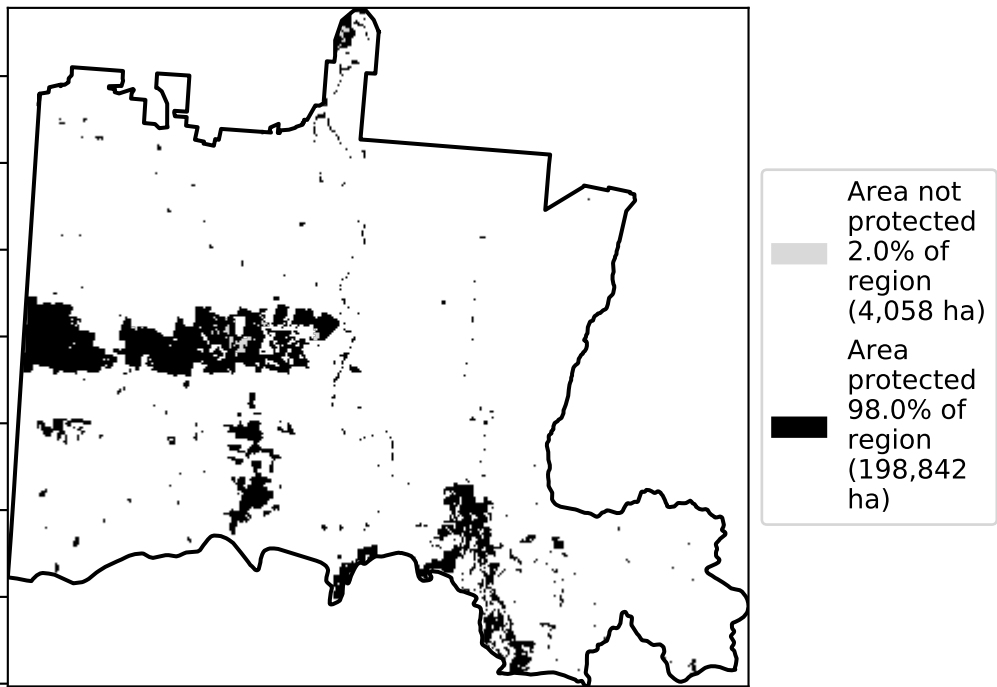 Area not
protected
2.0% of
region
(4,058 ha)
Area
protected
98.0% of
region
(198,842
ha)